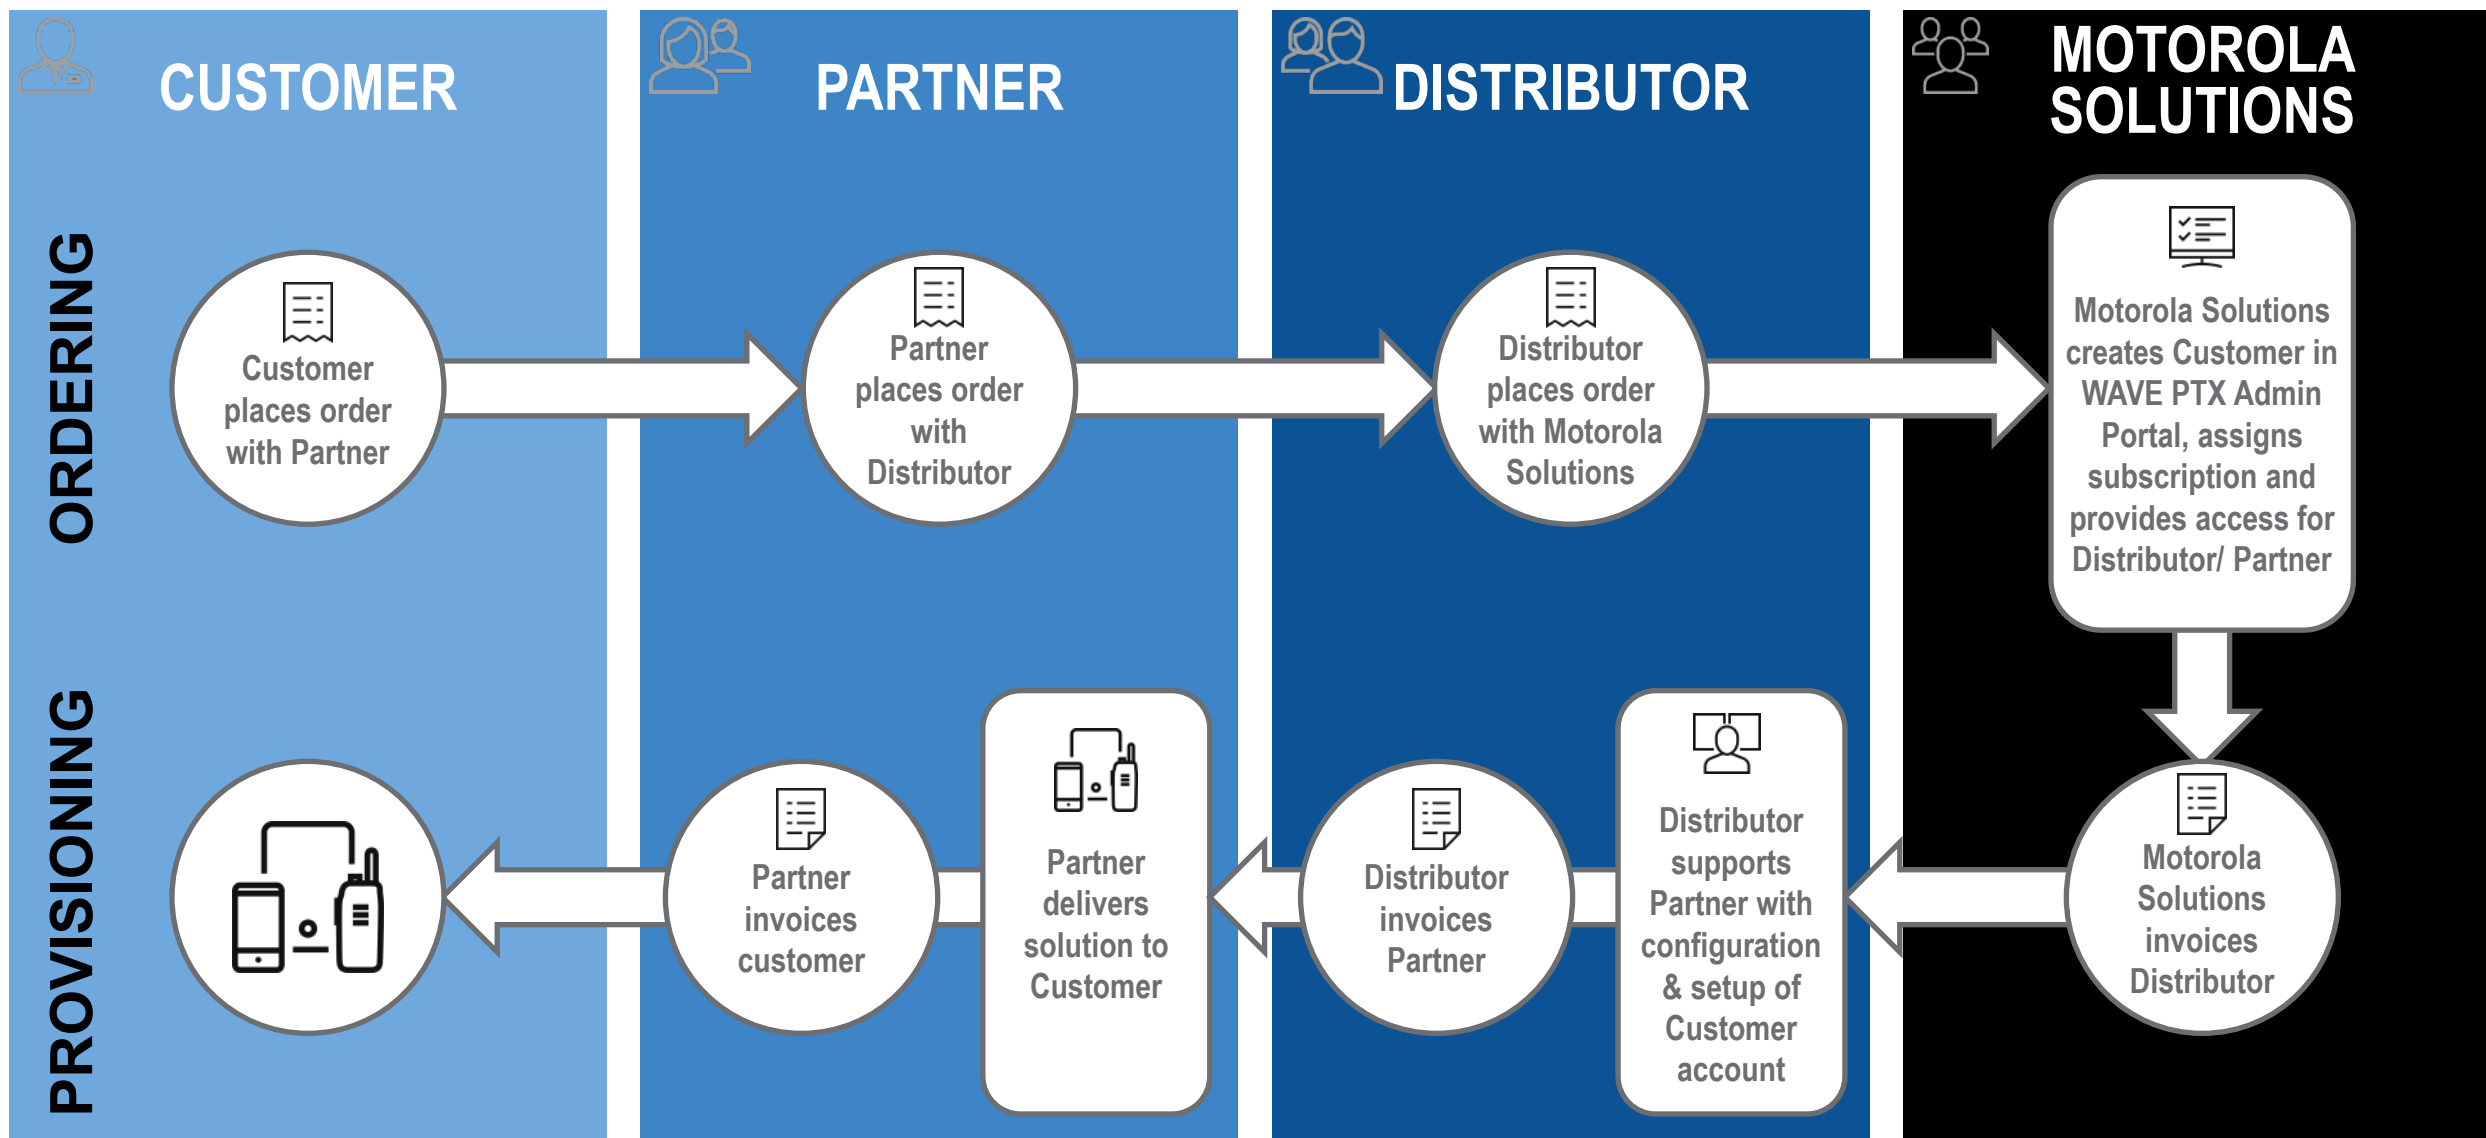 CUSTOMER
PARTNER
DISTRIBUTOR
MOTOROLA
SOLUTIONS
ORDERING
Customer
places order
with Partner
Partner
places order
with
Distributor
Distributor
places order
with Motorola
Solutions
Motorola Solutions
creates Customer in
WAVE PTX Admin
Portal, assigns
subscription and
provides access for
Distributor/ Partner
PROVISIONING
Partner
invoices
customer
Partner
delivers
solution to
Customer
Distributor
invoices
Partner
Distributor
supports
Partner with
configuration
& setup of
Customer
account
Motorola
Solutions
invoices
Distributor